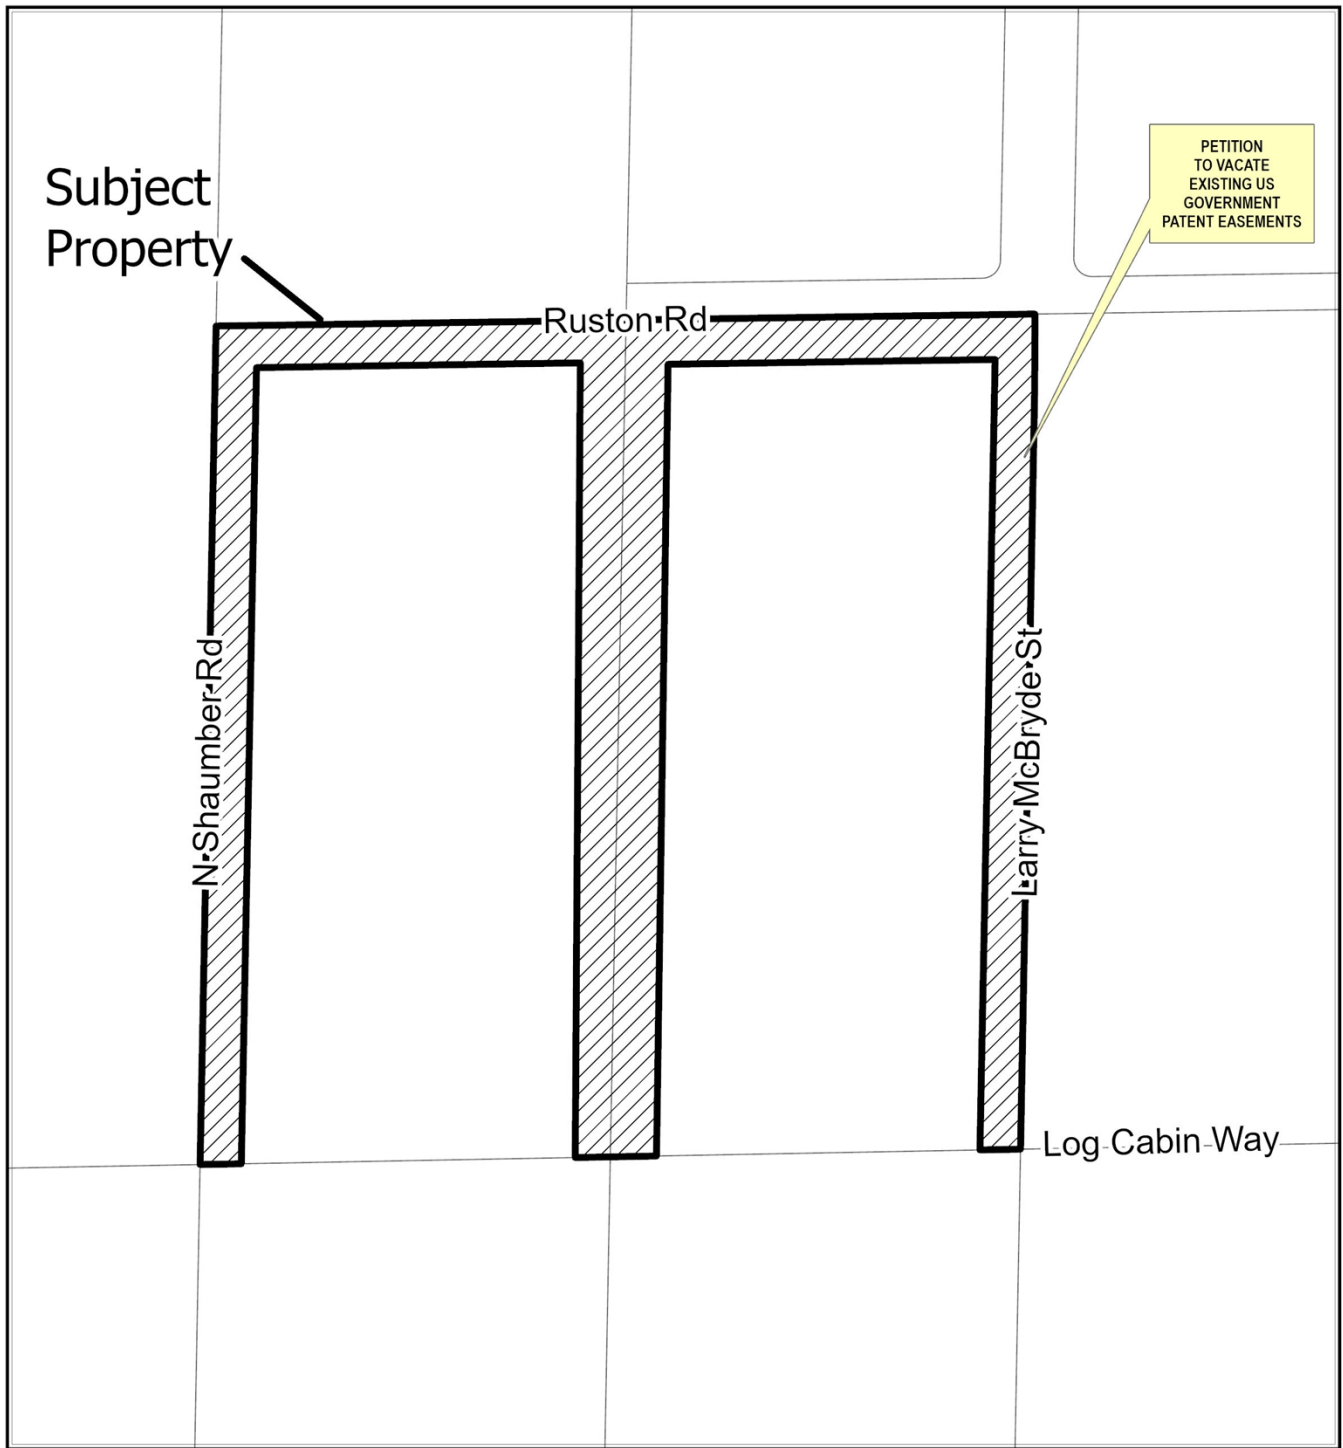 PETITION
TO VACATE
EXISTING US
GOVERNMENT
PATENT EASEMENTS
Subject
Property
Ruston Rd
N Shaumber Rd
Larry McBryde St
Log Cabin Way